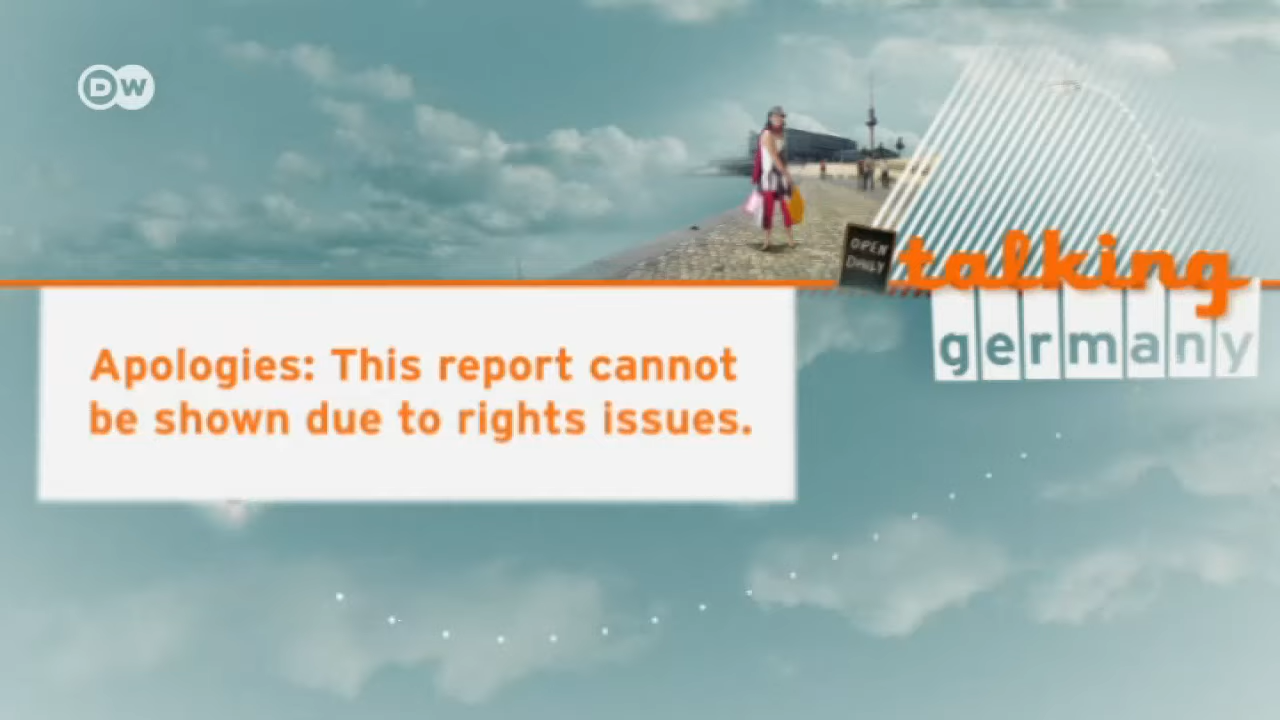 DW
OPEN
DAILY
talking
germany
Apologies: This report cannot
be shown due to rights issues.